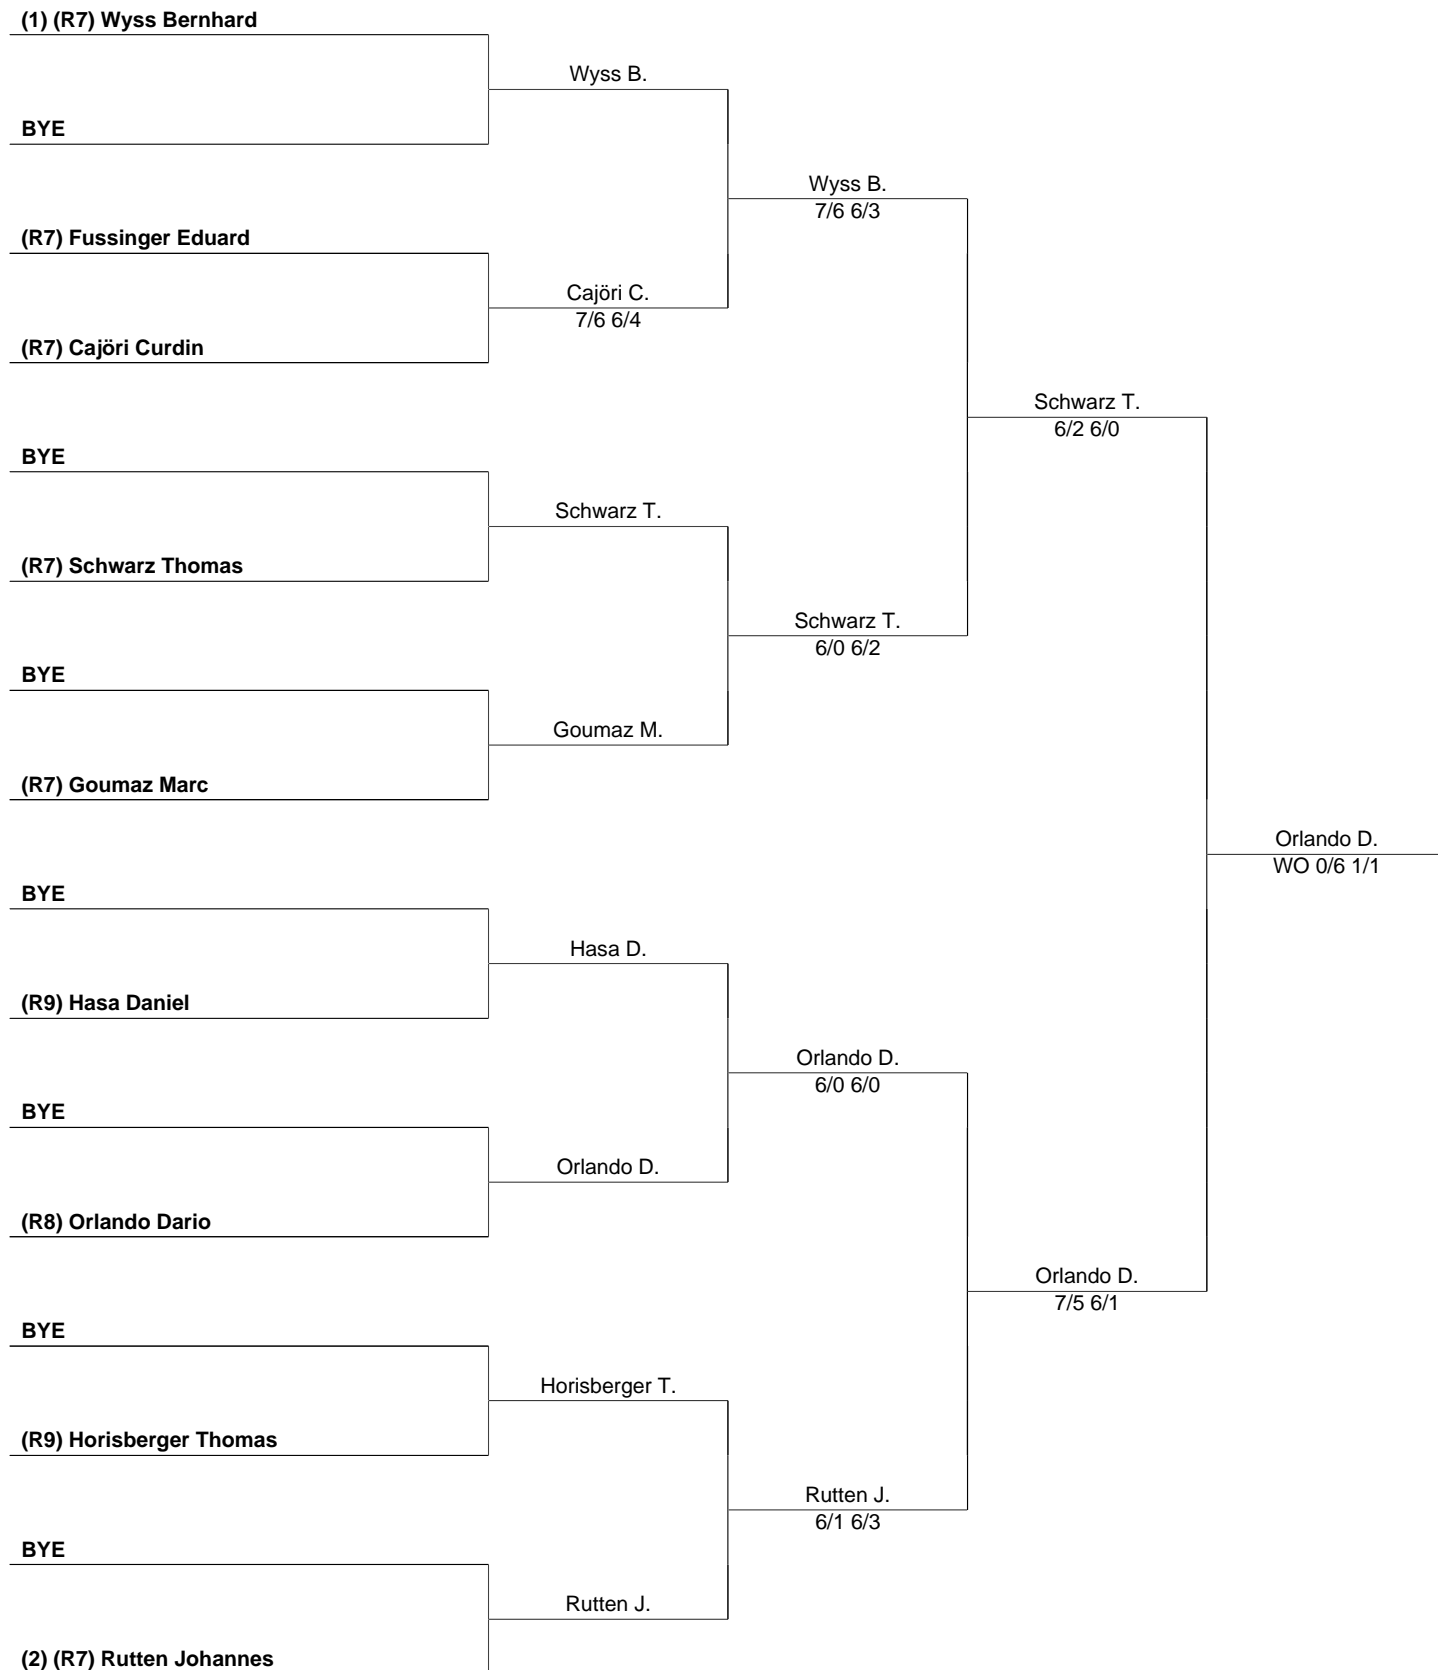 (1) (R7) Wyss Bernhard
Wyss B.
BYE
Wyss B.
7/6 6/3
(R7) Fussinger Eduard
Cajöri C.
7/6 6/4
(R7) Cajöri Curdin
Schwarz T.
6/2 6/0
BYE
Schwarz T.
(R7) Schwarz Thomas
Schwarz T.
6/0 6/2
BYE
Goumaz M.
(R7) Goumaz Marc
Orlando D.
WO 0/6 1/1
BYE
Hasa D.
(R9) Hasa Daniel
Orlando D.
6/0 6/0
BYE
Orlando D.
(R8) Orlando Dario
Orlando D.
7/5 6/1
BYE
Horisberger T.
(R9) Horisberger Thomas
Rutten J.
6/1 6/3
BYE
Rutten J.
(2) (R7) Rutten Johannes